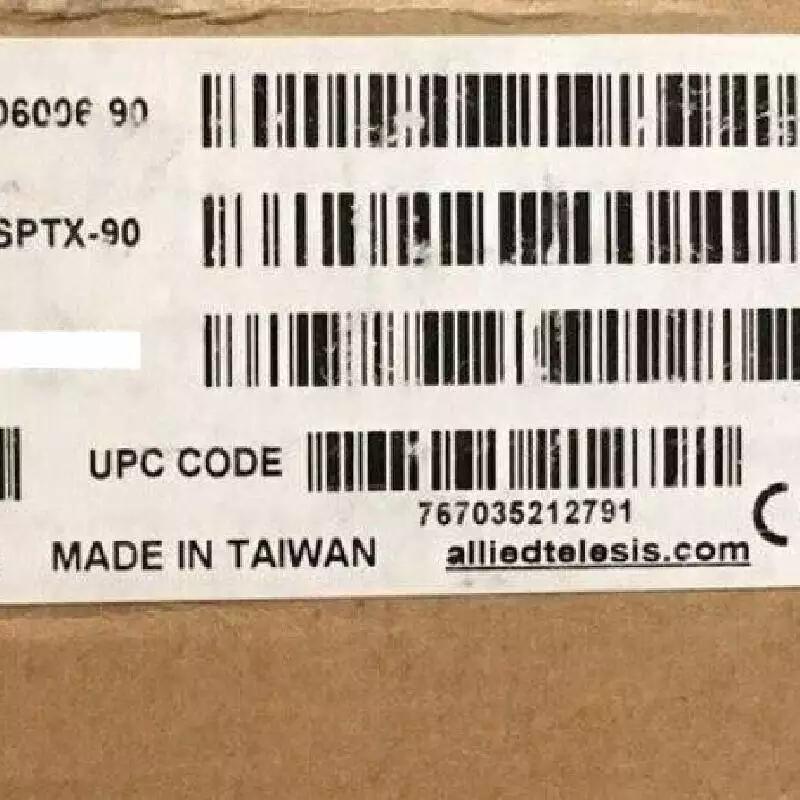 06006 90
SPTX-90
UPC CODE
767035212791
MADE IN TAIWAN
alliedtelesis.com